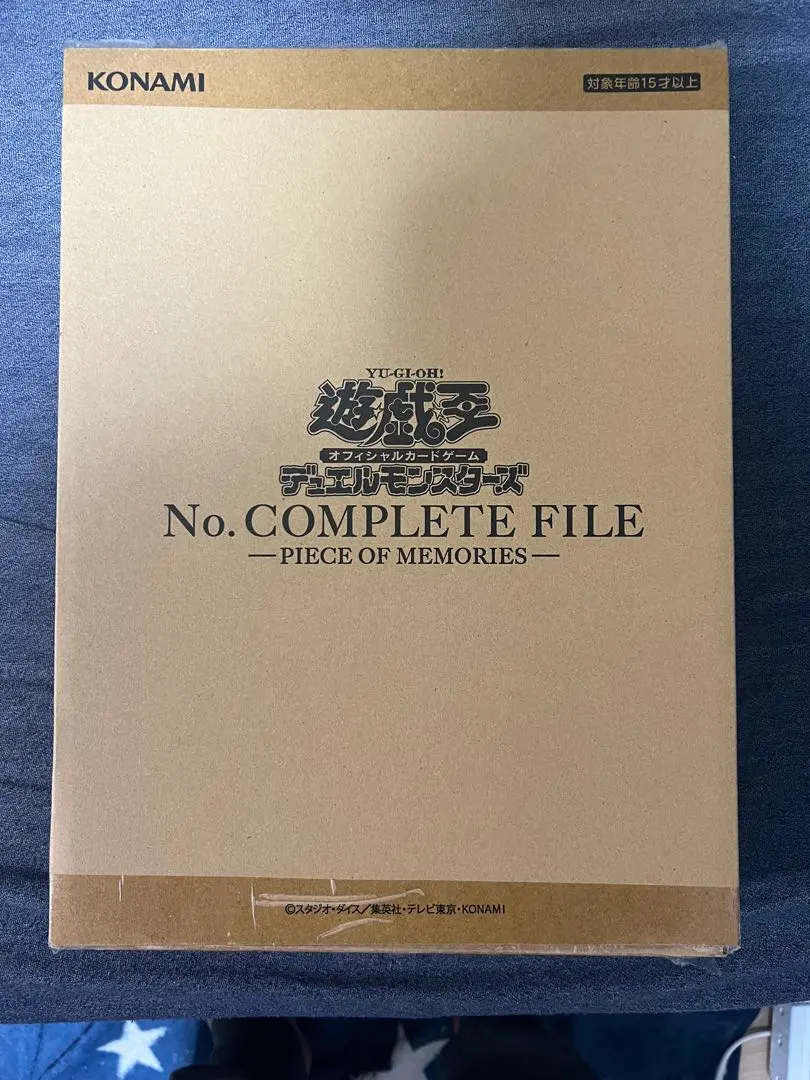 KONAMI
対象年齢15才以上
YU-GI-OH!
遊戯王
オフィシャルカードゲーム
デュエルモンスターズ
No. COMPLETE FILE
—PIECE OF MEMORIES—
©スタジオ・ダイス/集英社・テレビ東京・KONAMI